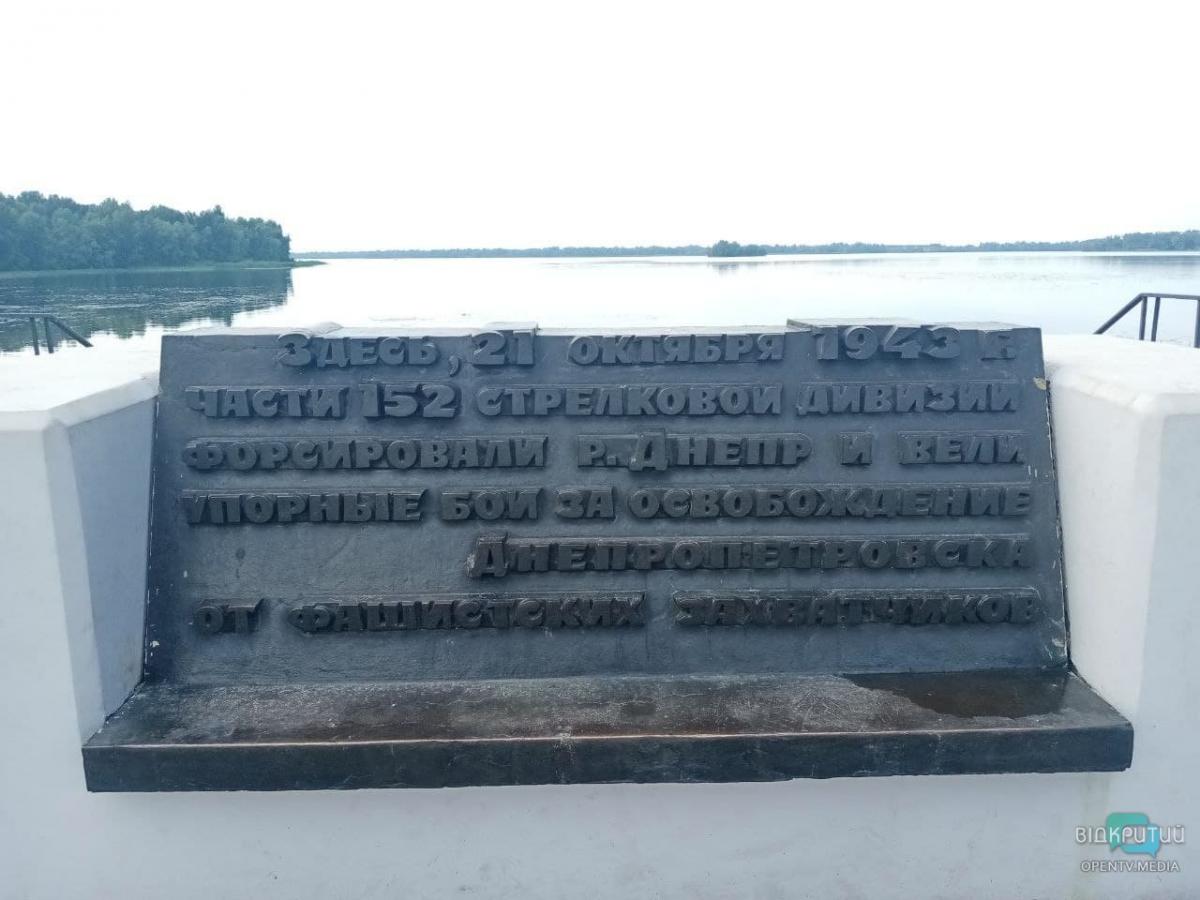 Здесь, 21 октября 1943 г
части 152 стрелковой дивизии
форсировали р. Днепр и вели
упорные бои за освобождение
Днепропетровска
от фашистских захватчиков
ВІДКРИТИЙ
OPENTV.MEDIA